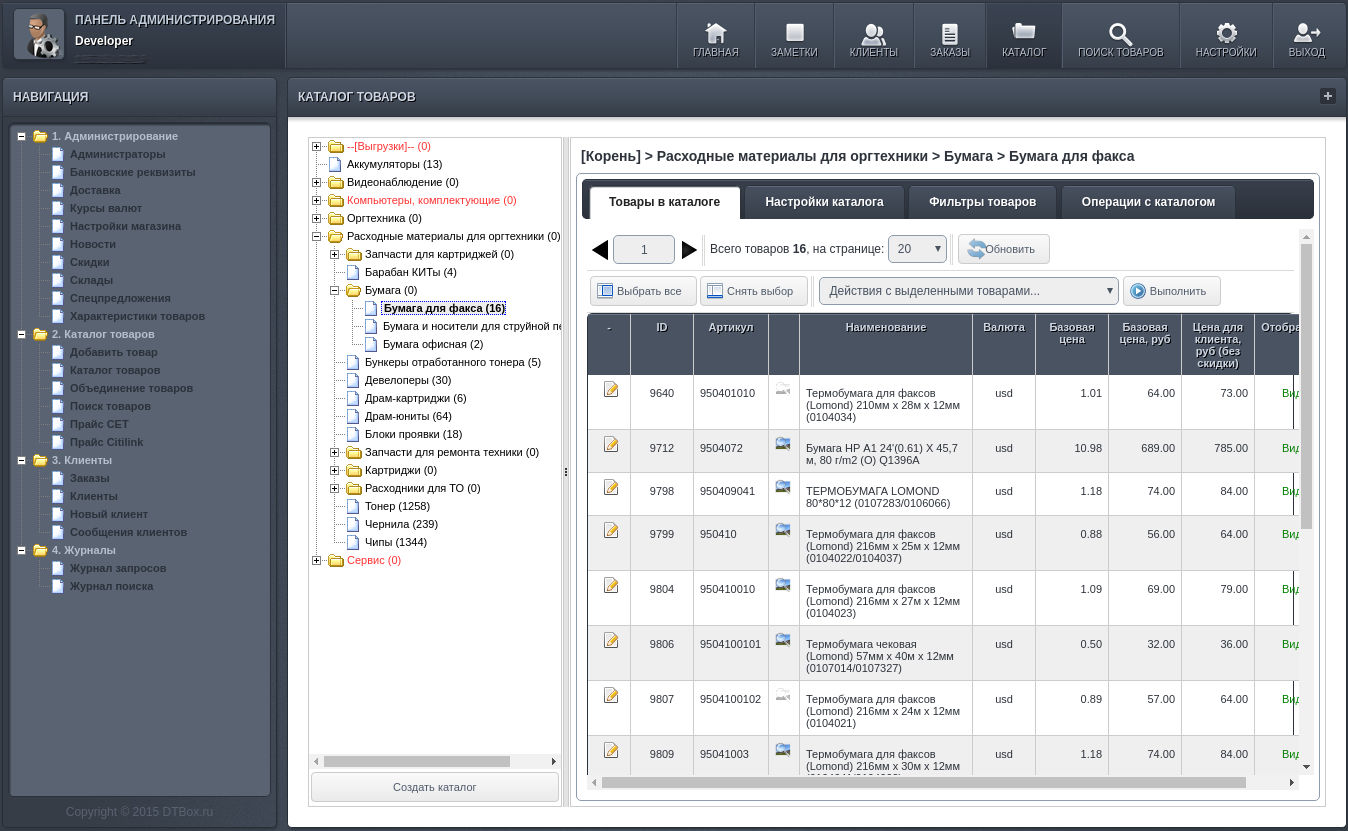 ПАНЕЛЬ АДМИНИСТРИРОВАНИЯ
Developer
ГЛАВНАЯ
ЗАМЕТКИ
КЛИЕНТЫ
ЗАКАЗЫ
КАТАЛОГ
ПОИСК ТОВАРОВ
НАСТРОЙКИ
ВЫХОД
НАВИГАЦИЯ
1. Администрирование
Администраторы
Банковские реквизиты
Доставка
Курсы валют
Настройки магазина
Новости
Скидки
Склады
Спецпредложения
Характеристики товаров
2. Каталог товаров
Добавить товар
Каталог товаров
Объединение товаров
Поиск товаров
Прайс CET
Прайс Citilink
3. Клиенты
Заказы
Клиенты
Новый клиент
Сообщения клиентов
4. Журналы
Журнал запросов
Журнал поиска
Copyright © 2015 DTBox.ru
КАТАЛОГ ТОВАРОВ
--[Выгрузки]-- (0)
Аккумуляторы (13)
Видеонаблюдение (0)
Компьютеры, комплектующие (0)
Оргтехника (0)
Расходные материалы для оргтехники (0)
Запчасти для картриджей (0)
Барабан КИТы (4)
Бумага (0)
Бумага для факса (16)
Бумага и носители для струйной пе
Бумага офисная (2)
Бункеры отработанного тонера (5)
Девелоперы (30)
Драм-картриджи (6)
Драм-юниты (64)
Блоки проявки (18)
Запчасти для ремонта техники (0)
Картриджи (0)
Расходники для ТО (0)
Тонер (1258)
Чернила (239)
Чипы (1344)
Сервис (0)
Создать каталог
[Корень] > Расходные материалы для оргтехники > Бумага > Бумага для факса
Товары в каталоге
Настройки каталога
Фильтры товаров
Операции с каталогом
1
Всего товаров 16, на странице:
20
Обновить
Выбрать все
Снять выбор
Действия с выделенными товарами...
Выполнить
-
ID
Артикул
Наименование
Валюта
Базовая
цена
Базовая
цена, руб
Цена для
клиента,
руб (без
скидки)
Отобра
9640 950401010
Термобумага для факсов
(Lomond) 210мм x 28м x 12мм
(0104034)
usd 1.01 64.00 73.00 Вид
9712 9504072
Бумага HP A1 24'(0.61) X 45,7
м, 80 г/m2 (O) Q1396A
usd 10.98 689.00 785.00 Вид
9798 950409041
ТЕРМОБУМАГА LOMOND
80*80*12 (0107283/0106066)
usd 1.18 74.00 84.00 Вид
9799 950410
Термобумага для факсов
(Lomond) 216мм x 25м x 12мм
(0104022/0104037)
usd 0.88 56.00 64.00 Вид
9804 950410010
Термобумага для факсов
(Lomond) 216мм x 27м x 12мм
(0104023)
usd 1.09 69.00 79.00 Вид
9806 9504100101
Термобумага чековая
(Lomond) 57мм x 40м x 12мм
(0107014/0107327)
usd 0.50 32.00 36.00 Вид
9807 9504100102
Термобумага для факсов
(Lomond) 216мм x 24м x 12мм
(0104021)
usd 0.89 57.00 64.00 Вид
9809 95041003
Термобумага для факсов
(Lomond) 216мм x 30м x 12мм
usd 1.18 74.00 84.00 Вид